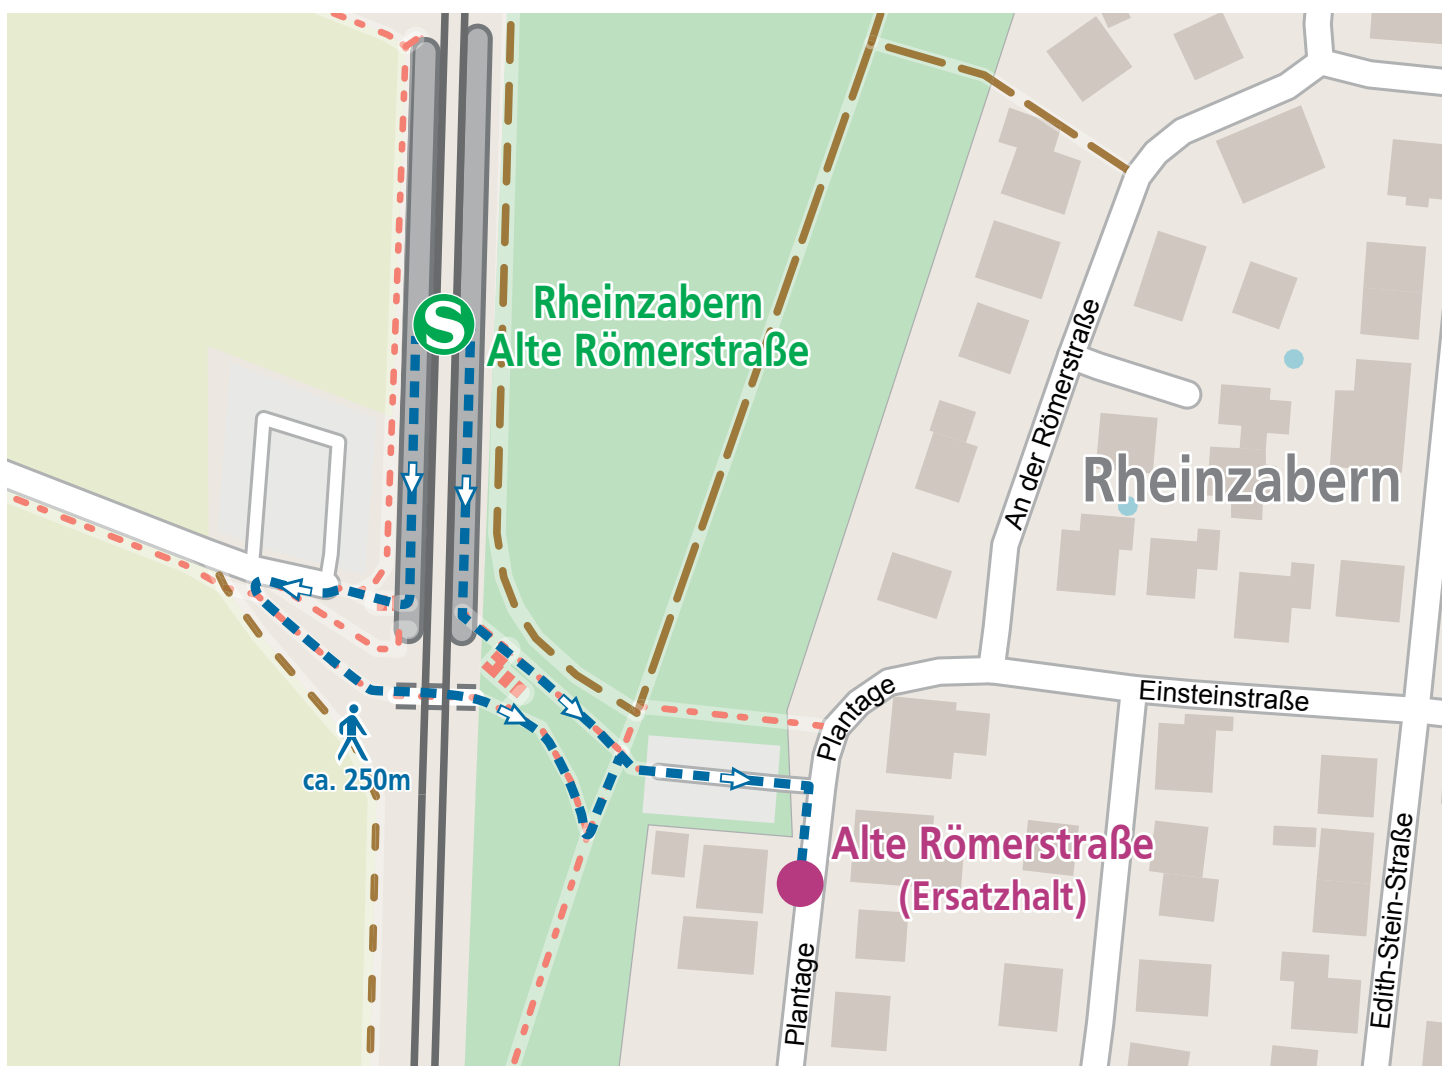 S
Rheinzabern
Alte Römerstraße
An der Römerstraße
Rheinzabern
Einsteinstraße
Plantage
ca. 250m
Alte Römerstraße
(Ersatzhalt)
Edith-Stein-Straße
Plantage